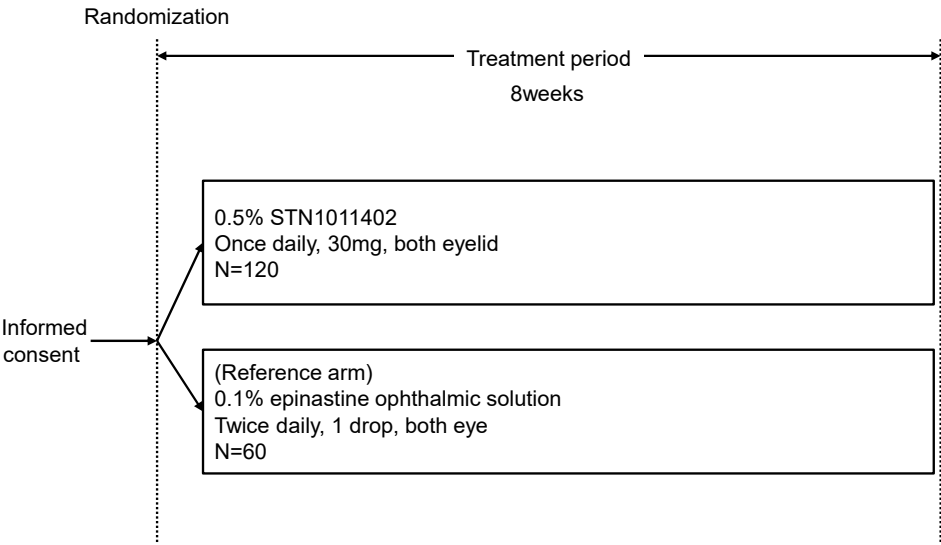 Randomization
Treatment period
8weeks
0.5% STN1011402
Once daily, 30mg, both eyelid
N=120
Informed
consent
(Reference arm)
0.1% epinastine ophthalmic solution
Twice daily, 1 drop, both eye
N=60